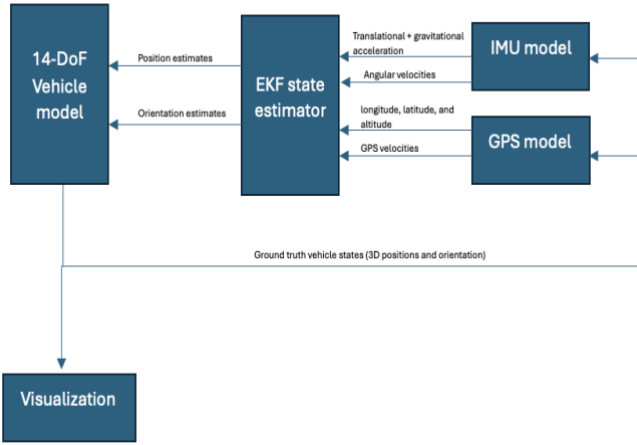 14-DoF
Vehicle
model
Position estimates
Orientation estimates
EKF state
estimator
Translational + gravitational
acceleration
Angular velocities
longitude, latitude, and
altitude
GPS velocities
IMU model
GPS model
Ground truth vehicle states (3D positions and orientation)
Visualization